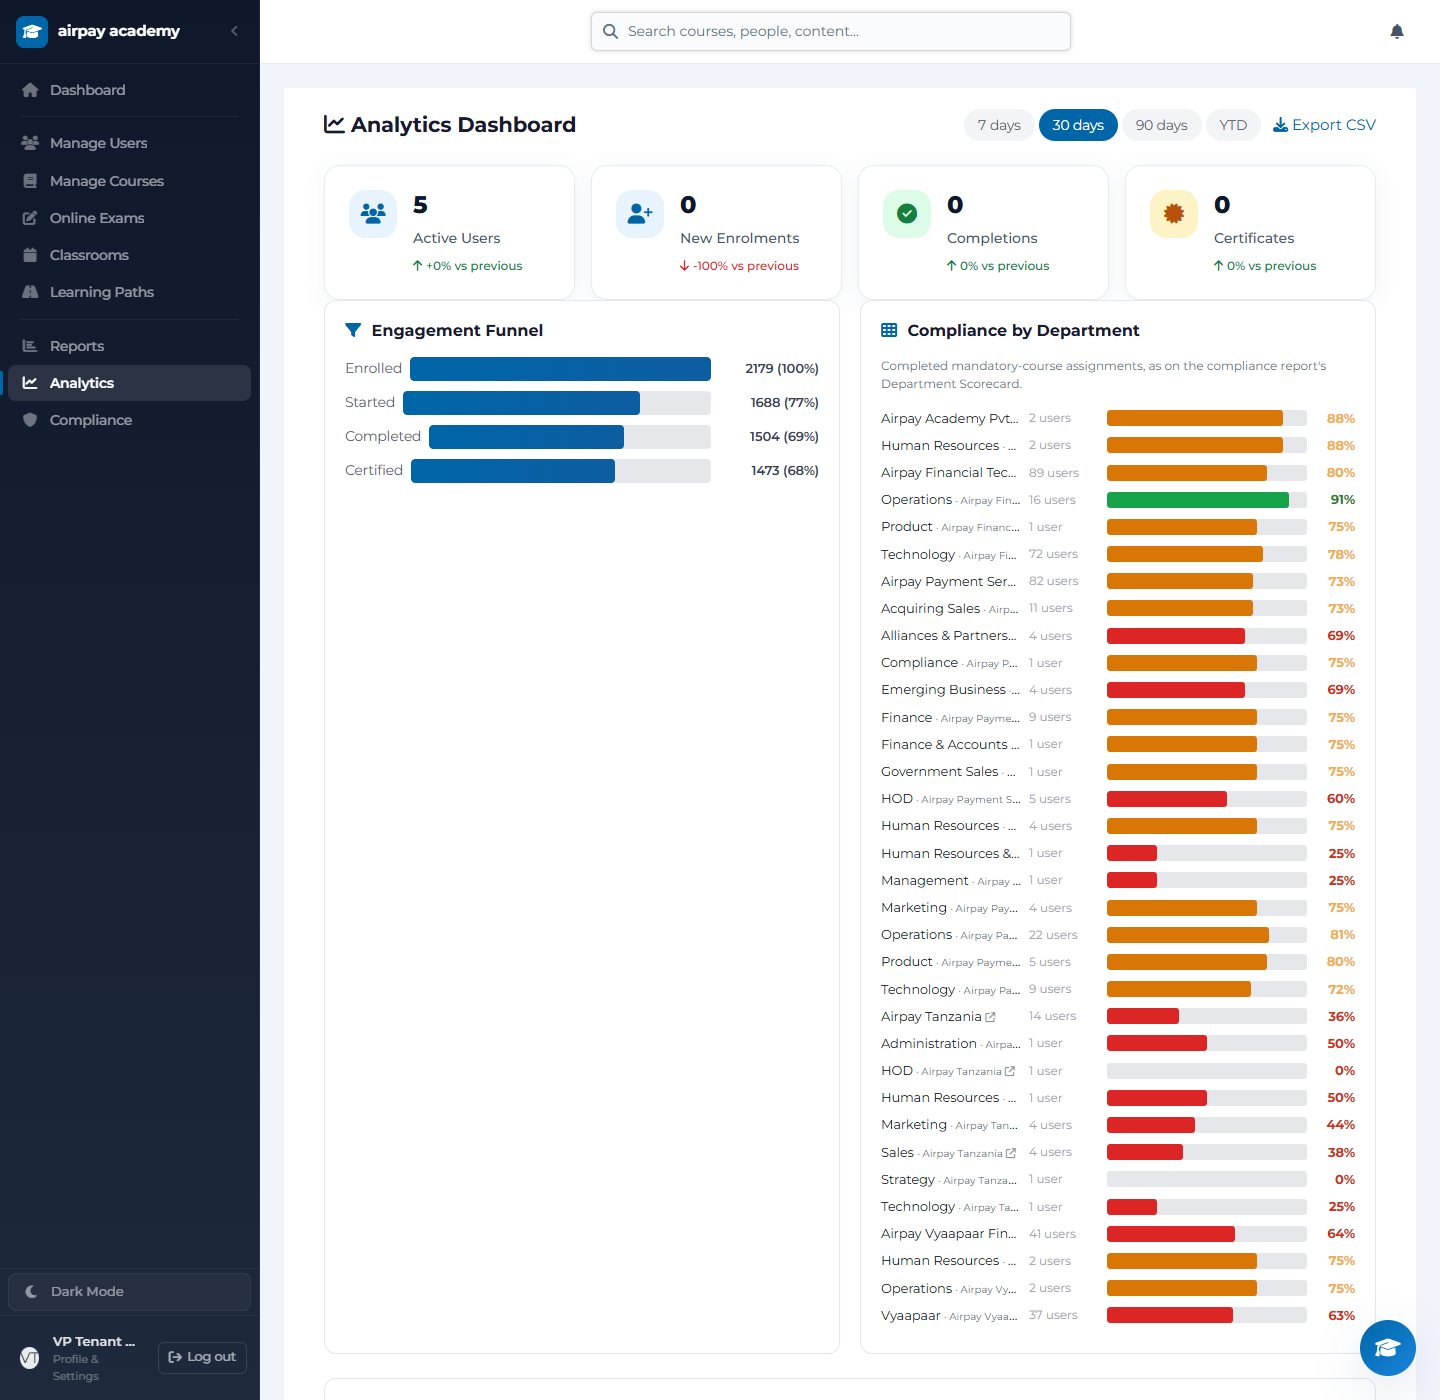 airpay academy
Search courses, people, content...
Dashboard
Manage Users
Manage Courses
Online Exams
Classrooms
Learning Paths
Reports
Analytics
Compliance
Dark Mode
VP Tenant ...
Profile &
Settings
VT
Log out
Analytics Dashboard
7 days
30 days
90 days
YTD
Export CSV
5
Active Users
+0% vs previous
0
New Enrolments
-100% vs previous
0
Completions
0% vs previous
0
Certificates
0% vs previous
Engagement Funnel
Enrolled 2179 (100%)
Started 1688 (77%)
Completed 1504 (69%)
Certified 1473 (68%)
Compliance by Department
Completed mandatory-course assignments, as on the compliance report's
Department Scorecard.
Airpay Academy Pvt... 2 users 88%
Human Resources · ... 2 users 88%
Airpay Financial Tec... 89 users 80%
Operations · Airpay Fin... 16 users 91%
Product · Airpay Financ... 1 user 75%
Technology · Airpay Fi... 72 users 78%
Airpay Payment Ser... 82 users 73%
Acquiring Sales · Airp... 11 users 73%
Alliances & Partners... 4 users 69%
Compliance · Airpay P... 1 user 75%
Emerging Business ·... 4 users 69%
Finance · Airpay Payme... 9 users 75%
Finance & Accounts ... 1 user 75%
Government Sales · ... 1 user 75%
HOD · Airpay Payment S... 5 users 60%
Human Resources · ... 4 users 75%
Human Resources &... 1 user 25%
Management · Airpay ... 1 user 25%
Marketing · Airpay Pay... 4 users 75%
Operations · Airpay Pa... 22 users 81%
Product · Airpay Payme... 5 users 80%
Technology · Airpay Pa... 9 users 72%
Airpay Tanzania 14 users 36%
Administration · Airpa... 1 user 50%
HOD · Airpay Tanzania 1 user 0%
Human Resources · ... 1 user 50%
Marketing · Airpay Tan... 4 users 44%
Sales · Airpay Tanzania 4 users 38%
Strategy · Airpay Tanza... 1 user 0%
Technology · Airpay Ta... 1 user 25%
Airpay Vyaapaar Fin... 41 users 64%
Human Resources · ... 2 users 75%
Operations · Airpay Vy... 2 users 75%
Vyaapaar · Airpay Vyaa... 37 users 63%